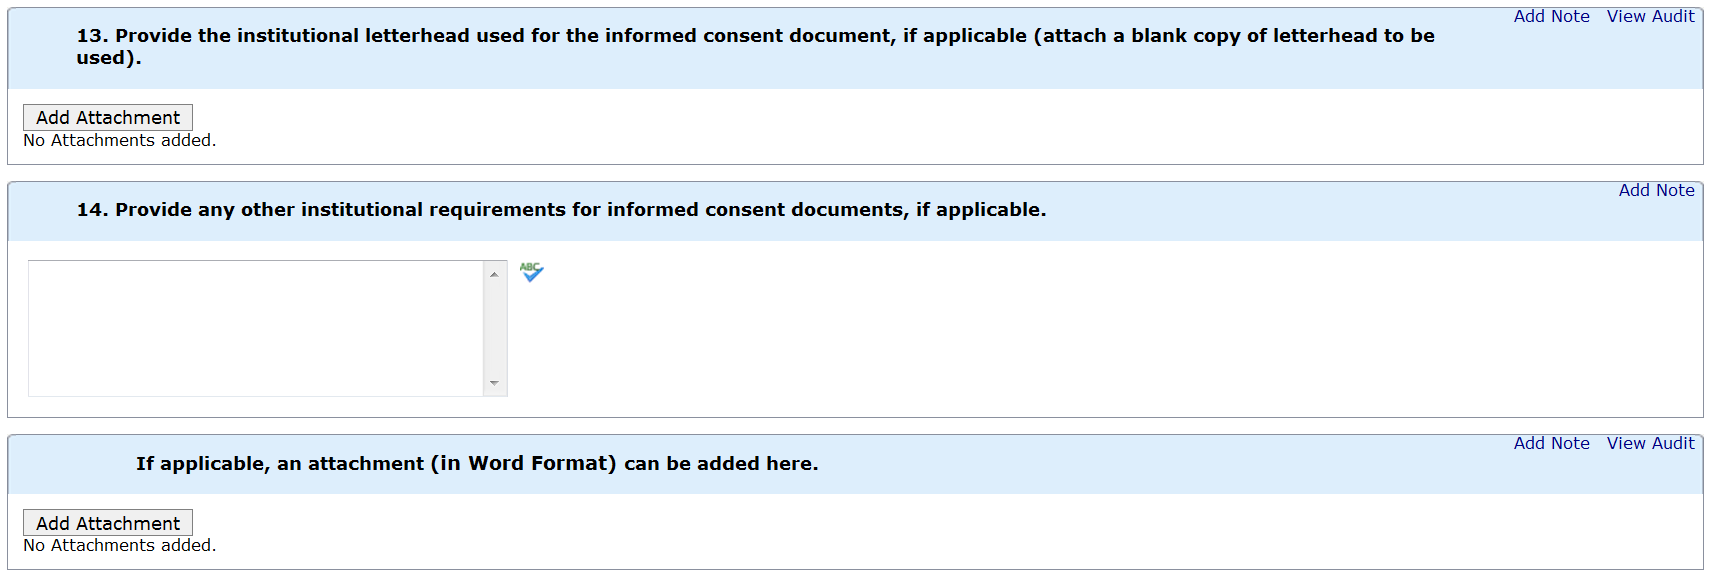 Add Note View Audit
13. Provide the institutional letterhead used for the informed consent document, if applicable (attach a blank copy of letterhead to be
used).
Add Attachment
No Attachments added.
Add Note
14. Provide any other institutional requirements for informed consent documents, if applicable.
ABC
Add Note View Audit
If applicable, an attachment (in Word Format) can be added here.
Add Attachment
No Attachments added.